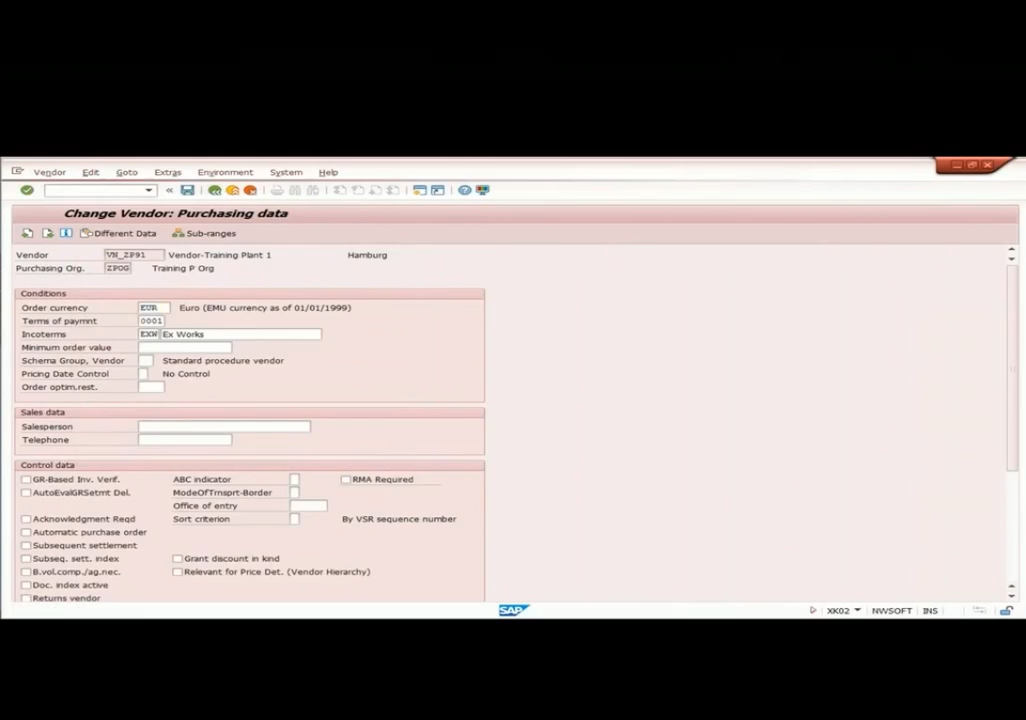 Vendor Edit Goto Extras Environment System Help
Change Vendor: Purchasing data
Different Data Sub-ranges
Vendor VN_ZP91 Vendor-Training Plant 1 Hamburg
Purchasing Org. ZPOG Training P Org
Conditions
Order currency EUR Euro (EMU currency as of 01/01/1999)
Terms of paymnt 0001
Incoterms EXW Ex Works
Minimum order value
Schema Group, Vendor Standard procedure vendor
Pricing Date Control No Control
Order optim.rest.
Sales data
Salesperson
Telephone
Control data
GR-Based Inv. Verif. ABC indicator RMA Required
AutoEvalGRSetmt Del. ModeOfTrnsprt-Border
Office of entry
Acknowledgment Reqd Sort criterion By VSR sequence number
Automatic purchase order
Subsequent settlement
Subseq. sett. index Grant discount in kind
B.vol.comp./ag.nec. Relevant for Price Det. (Vendor Hierarchy)
Doc. index active
Returns vendor
SAP XK02 NWSOFT INS